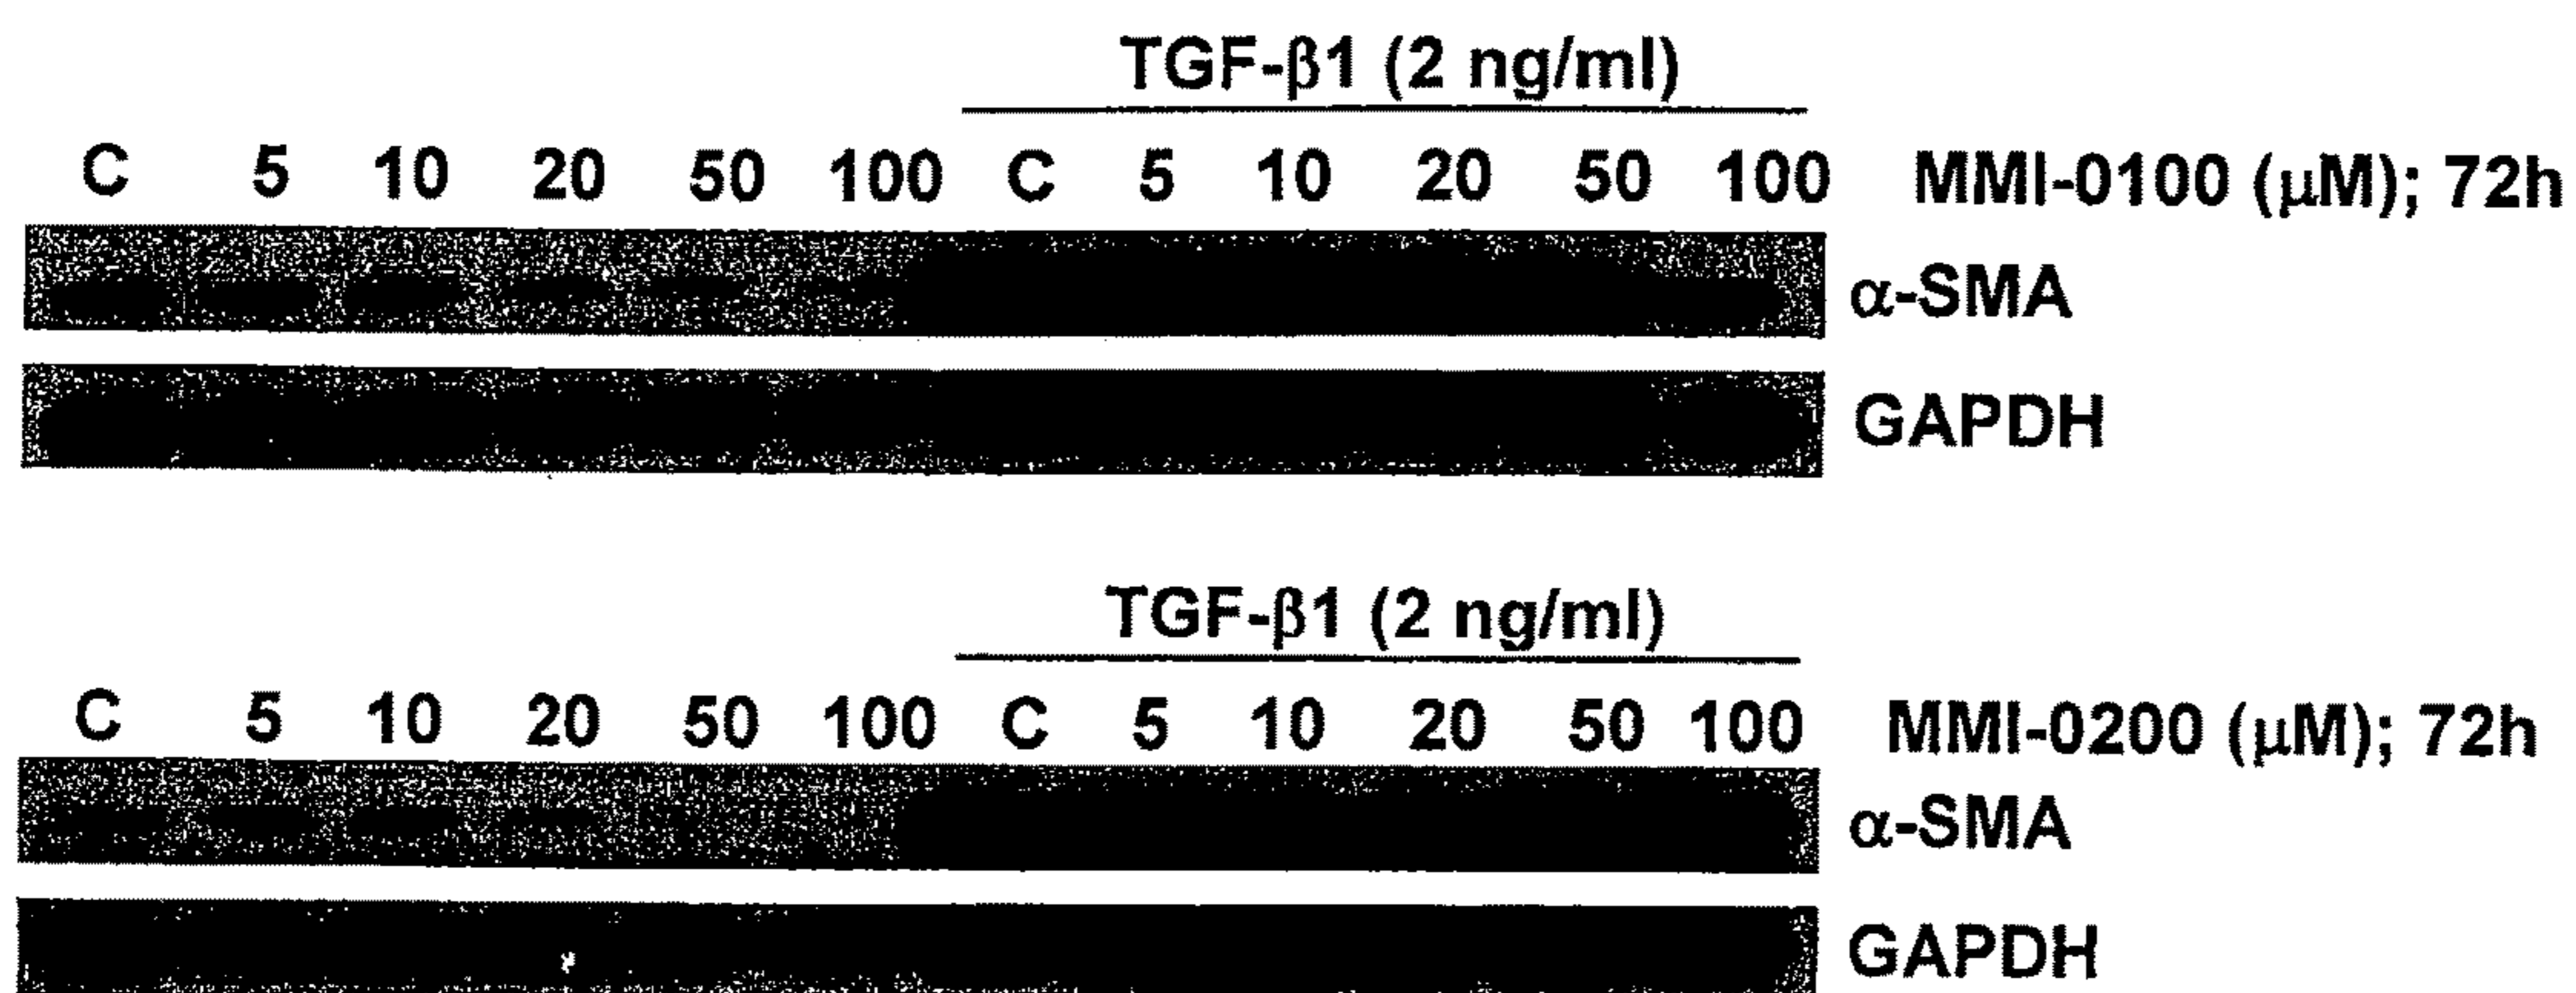 TGF-β1 (2 ng/ml)
C 5 10 20 50 100 C 5 10 20 50 100 MMI-0100 (μM); 72h
α-SMA
GAPDH
TGF-β1 (2 ng/ml)
C 5 10 20 50 100 C 5 10 20 50 100 MMI-0200 (μM); 72h
α-SMA
GAPDH